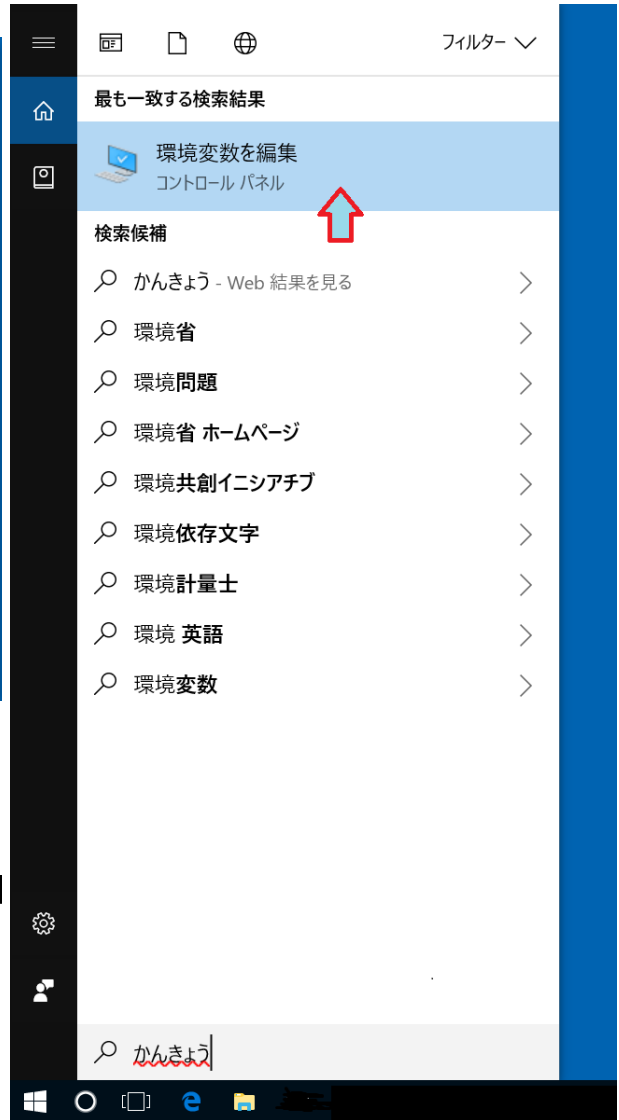 フィルター
最も一致する検索結果
環境変数を編集
コントロール パネル
検索候補
かんきょう - Web 結果を見る
環境省
環境問題
環境省 ホームページ
環境共創イニシアチブ
環境依存文字
環境計量士
環境 英語
環境変数
かんきょう